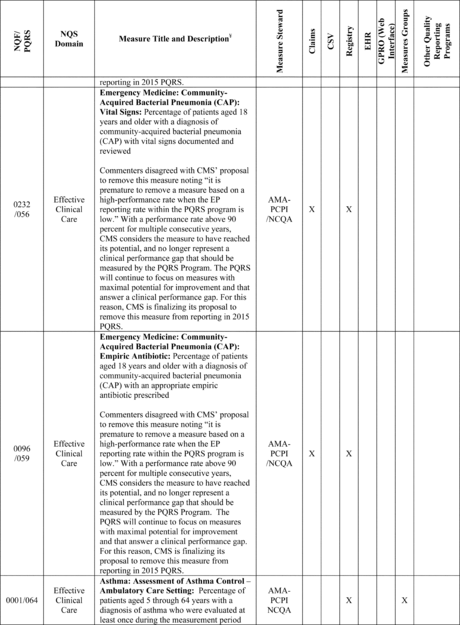 NQF/
PQRS
NQS
Domain
Measure Title and Description¥
Measure Steward
Claims
CSV
Registry
EHR
GPRO (Web
Interface)
Measures Groups
Other Quality
Reporting
Programs
reporting in 2015 PQRS.
0232
/056
Effective
Clinical
Care
Emergency Medicine: Community-
Acquired Bacterial Pneumonia (CAP):
Vital Signs: Percentage of patients aged 18
years and older with a diagnosis of
community-acquired bacterial pneumonia
(CAP) with vital signs documented and
reviewed
Commenters disagreed with CMS' proposal
to remove this measure noting "it is
premature to remove a measure based on a
high-performance rate when the EP
reporting rate within the PQRS program is
low." With a performance rate above 90
percent for multiple consecutive years,
CMS considers the measure to have reached
its potential, and no longer represent a
clinical performance gap that should be
measured by the PQRS Program. The PQRS
will continue to focus on measures with
maximal potential for improvement and that
answer a clinical performance gap. For this
reason, CMS is finalizing its proposal to
remove this measure from reporting in 2015
PQRS.
AMA-
PCPI
/NCQA
X
X
0096
/059
Effective
Clinical
Care
Emergency Medicine: Community-
Acquired Bacterial Pneumonia (CAP):
Empiric Antibiotic: Percentage of patients
aged 18 years and older with a diagnosis of
community-acquired bacterial pneumonia
(CAP) with an appropriate empiric
antibiotic prescribed
Commenters disagreed with CMS' proposal
to remove this measure noting "it is
premature to remove a measure based on a
high-performance rate when the EP
reporting rate within the PQRS program is
low." With a performance rate above 90
percent for multiple consecutive years,
CMS considers the measure to have reached
its potential, and no longer represent a
clinical performance gap that should be
measured by the PQRS Program. The
PQRS will continue to focus on measures
with maximal potential for improvement
and that answer a clinical performance gap.
For this reason, CMS is finalizing its
proposal to remove this measure from
reporting in 2015 PQRS.
AMA-
PCPI
/NCQA
X
X
0001/064
Effective
Clinical
Care
Asthma: Assessment of Asthma Control –
Ambulatory Care Setting: Percentage of
patients aged 5 through 64 years with a
diagnosis of asthma who were evaluated at
least once during the measurement period
AMA-
PCPI
NCQA
X
X